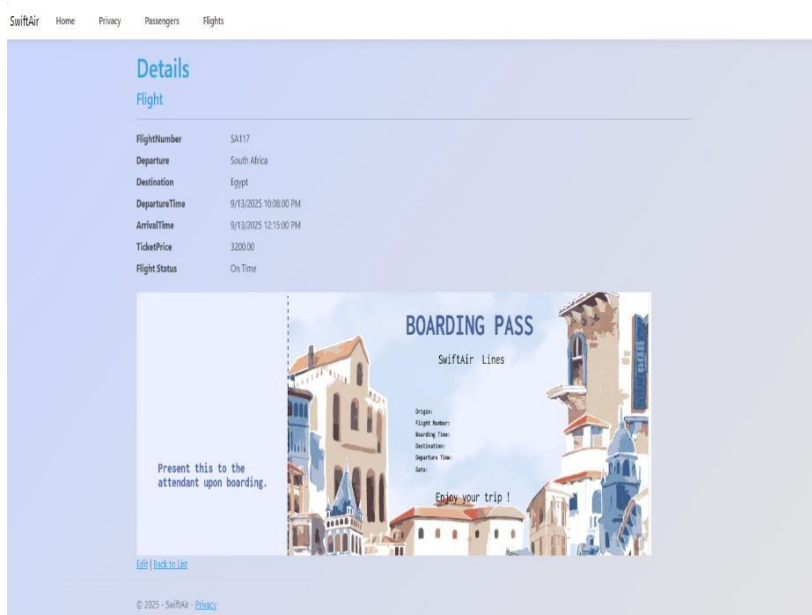 SwiftAir Home Privacy Passengers Flights
Details
Flight
FlightNumber SA117
Departure South Africa
Destination Egypt
DepartureTime 9/13/2025 10:08:00 PM
ArrivalTime 9/13/2025 12:15:00 PM
TicketPrice 3200.00
Flight Status On Time
BOARDING PASS
SwiftAir Lines
Origin:
Flight Number:
Boarding Time:
Destination:
Departure Time:
Gate:
Present this to the
attendant upon boarding.
Enjoy your trip !
Edit | Back to List
© 2025 - SwiftAir - Privacy